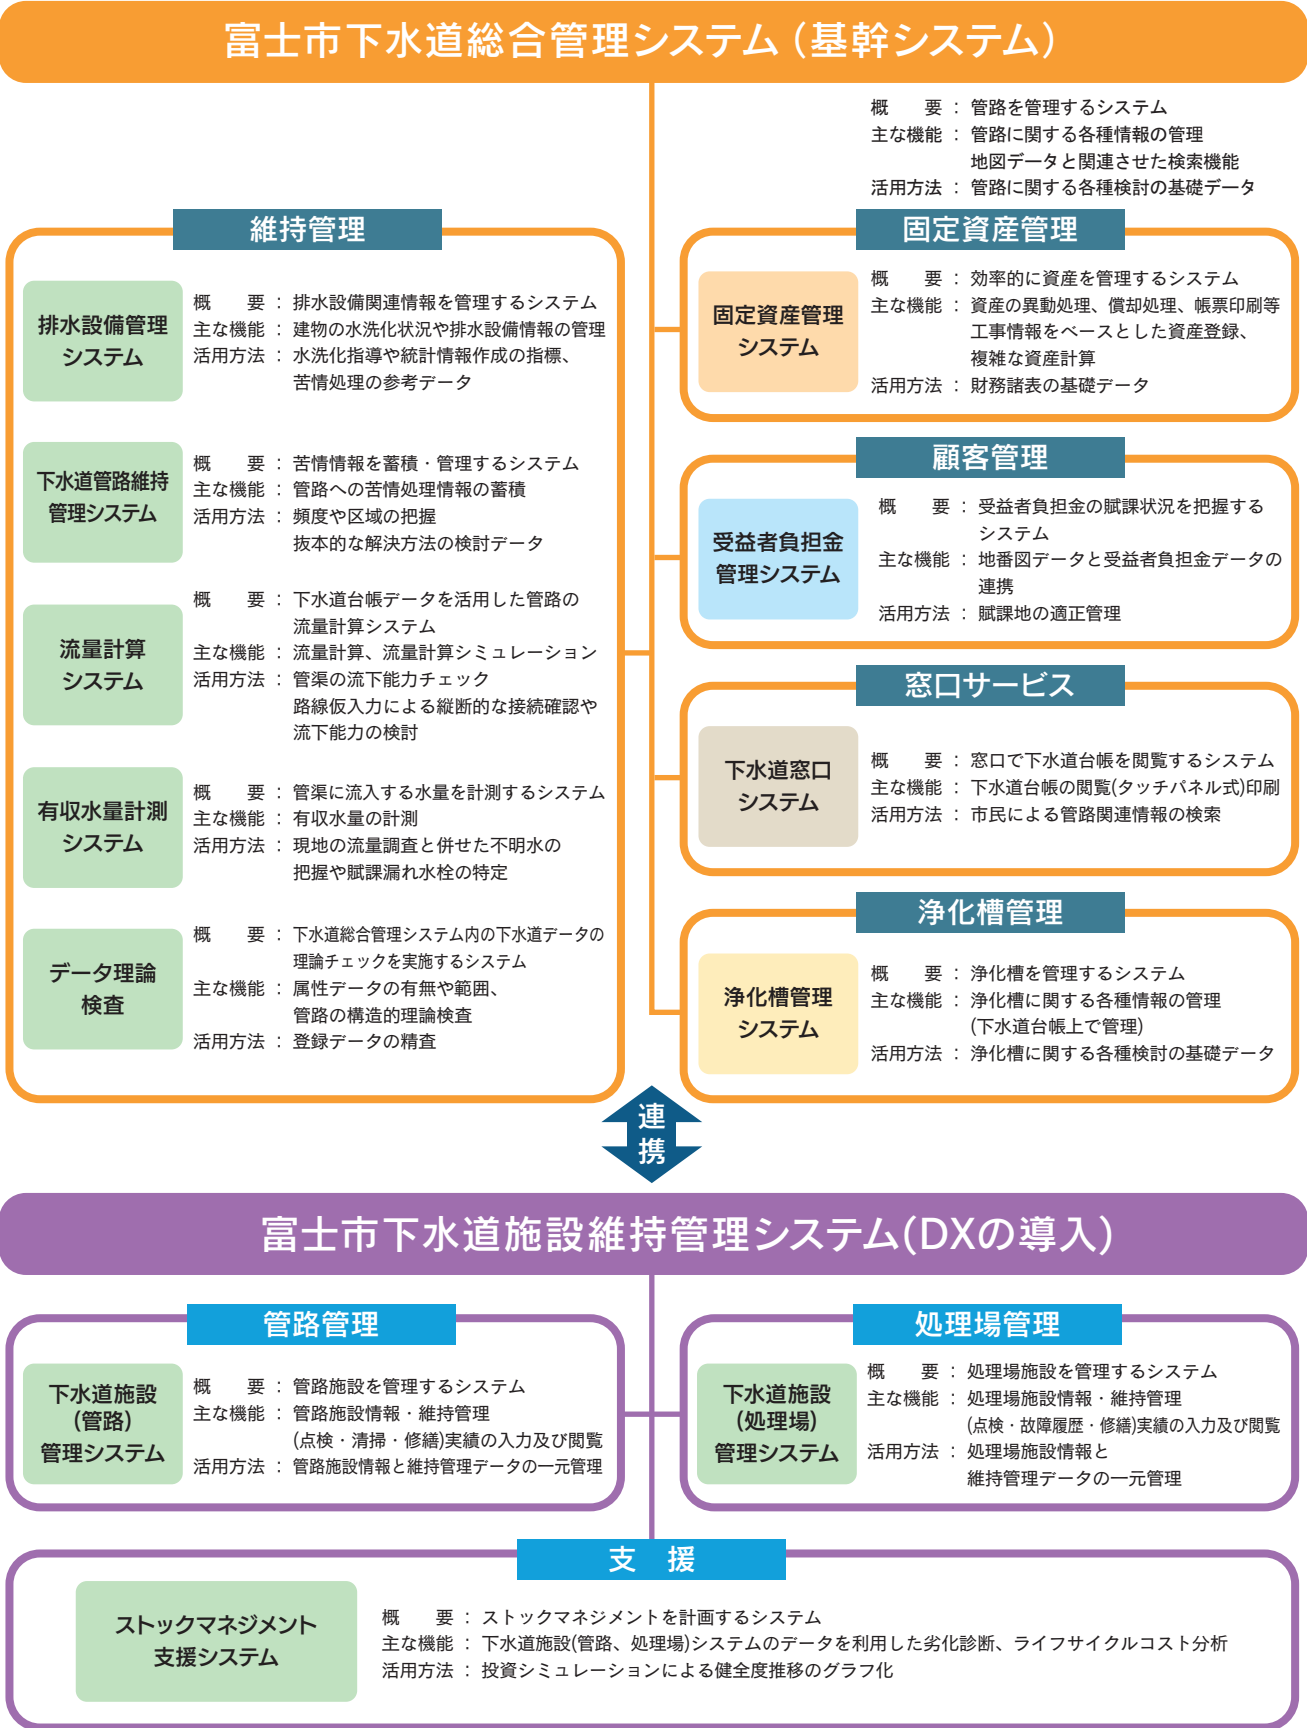 富士市下水道総合管理システム（基幹システム）
概　要：管路を管理するシステム
主な機能：管路に関する各種情報の管理
地図データと関連させた検索機能
活用方法：管路に関する各種検討の基礎データ
維持管理
排水設備管理
システム
概　要：排水設備関連情報を管理するシステム
主な機能：建物の水洗化状況や排水設備情報の管理
活用方法：水洗化指導や統計情報作成の指標、
苦情処理の参考データ
下水道管路維持
管理システム
概　要：苦情情報を蓄積・管理するシステム
主な機能：管路への苦情処理情報の蓄積
活用方法：頻度や区域の把握
抜本的な解決方法の検討データ
流量計算
システム
概　要：下水道台帳データを活用した管路の
流量計算システム
主な機能：流量計算、流量計算シミュレーション
活用方法：管渠の流下能力チェック
路線仮入力による縦断的な接続確認や
流下能力の検討
有収水量計測
システム
概　要：管渠に流入する水量を計測するシステム
主な機能：有収水量の計測
活用方法：現地の流量調査と併せた不明水の
把握や賦課漏れ水栓の特定
データ理論
検査
概　要：下水道総合管理システム内の下水道データの
理論チェックを実施するシステム
主な機能：属性データの有無や範囲、
管路の構造的理論検査
活用方法：登録データの精査
固定資産管理
固定資産管理
システム
概　要：効率的に資産を管理するシステム
主な機能：資産の異動処理、償却処理、帳票印刷等
工事情報をベースとした資産登録、
複雑な資産計算
活用方法：財務諸表の基礎データ
顧客管理
受益者負担金
管理システム
概　要：受益者負担金の賦課状況を把握する
システム
主な機能：地番図データと受益者負担金データの
連携
活用方法：賦課地の適正管理
窓口サービス
下水道窓口
システム
概　要：窓口で下水道台帳を閲覧するシステム
主な機能：下水道台帳の閲覧(タッチパネル式)印刷
活用方法：市民による管路関連情報の検索
浄化槽管理
浄化槽管理
システム
概　要：浄化槽を管理するシステム
主な機能：浄化槽に関する各種情報の管理
(下水道台帳上で管理)
活用方法：浄化槽に関する各種検討の基礎データ
連
携
富士市下水道施設維持管理システム(DXの導入)
管路管理
下水道施設
(管路)
管理システム
概　要：管路施設を管理するシステム
主な機能：管路施設情報・維持管理
(点検・清掃・修繕)実績の入力及び閲覧
活用方法：管路施設情報と維持管理データの一元管理
処理場管理
下水道施設
(処理場)
管理システム
概　要：処理場施設を管理するシステム
主な機能：処理場施設情報・維持管理
(点検・故障履歴・修繕)実績の入力及び閲覧
活用方法：処理場施設情報と
維持管理データの一元管理
支　援
ストックマネジメント
支援システム
概　要：ストックマネジメントを計画するシステム
主な機能：下水道施設(管路、処理場)システムのデータを利用した劣化診断、ライフサイクルコスト分析
活用方法：投資シミュレーションによる健全度推移のグラフ化